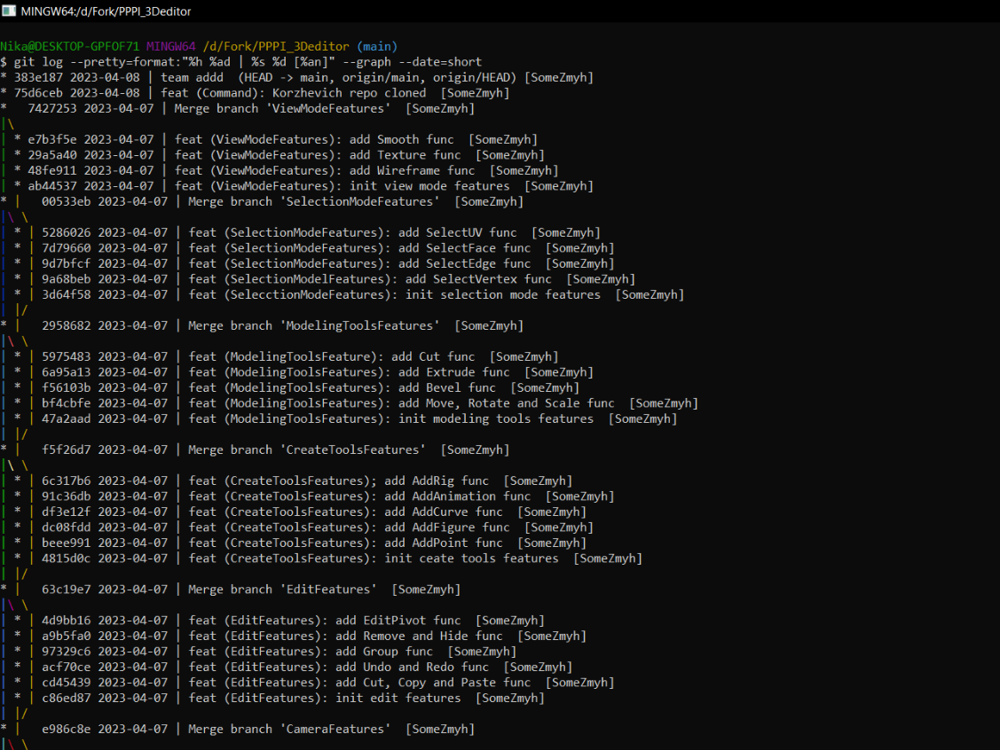 MINGW64:/d/Fork/PPPI_3Deditor
Nika@DESKTOP-GPFOF71 MINGW64 /d/Fork/PPPI_3Deditor (main)
$ git log --pretty=format:"%h %ad | %s %d [%an]" --graph --date=short
* 383e187 2023-04-08 | team addd  (HEAD -> main, origin/main, origin/HEAD) [SomeZmyh]
* 75d6ceb 2023-04-08 | feat (Command): Korzhevich repo cloned  [SomeZmyh]
*   7427253 2023-04-07 | Merge branch 'ViewModeFeatures'  [SomeZmyh]
|\
| * e7b3f5e 2023-04-07 | feat (ViewModeFeatures): add Smooth func  [SomeZmyh]
| * 29a5a40 2023-04-07 | feat (ViewModeFeatures): add Texture func  [SomeZmyh]
| * 48fe911 2023-04-07 | feat (ViewModeFeatures): add Wireframe func  [SomeZmyh]
| * ab44537 2023-04-07 | feat (ViewModeFeatures): init view mode features  [SomeZmyh]
* |   00533eb 2023-04-07 | Merge branch 'SelectionModeFeatures'  [SomeZmyh]
|\ \
| * | 5286026 2023-04-07 | feat (SelectionModeFeatures): add SelectUV func  [SomeZmyh]
| * | 7d79660 2023-04-07 | feat (SelectionModeFeatures): add SelectFace func  [SomeZmyh]
| * | 9d7bfcf 2023-04-07 | feat (SelectionModeFeatures): add SelectEdge func  [SomeZmyh]
| * | 9a68beb 2023-04-07 | feat (SelectionModelFeatures): add SelectVertex func  [SomeZmyh]
| * | 3d64f58 2023-04-07 | feat (SelecctionModeFeatures): init selection mode features  [SomeZmyh]
| |/
* |   2958682 2023-04-07 | Merge branch 'ModelingToolsFeatures'  [SomeZmyh]
|\ \
| * | 5975483 2023-04-07 | feat (ModelingToolsFeature): add Cut func  [SomeZmyh]
| * | 6a95a13 2023-04-07 | feat (ModelingToolsFeatures): add Extrude func  [SomeZmyh]
| * | f56103b 2023-04-07 | feat (ModelingToolsFeatures): add Bevel func  [SomeZmyh]
| * | bf4cbfe 2023-04-07 | feat (ModelingToolsFeatures): add Move, Rotate and Scale func  [SomeZmyh]
| * | 47a2aad 2023-04-07 | feat (ModelingToolsFeatures): init modeling tools features  [SomeZmyh]
| |/
* |   f5f26d7 2023-04-07 | Merge branch 'CreateToolsFeatures'  [SomeZmyh]
|\ \
| * | 6c317b6 2023-04-07 | feat (CreateToolsFeatures); add AddRig func  [SomeZmyh]
| * | 91c36db 2023-04-07 | feat (CreateToolsFeatures): add AddAnimation func  [SomeZmyh]
| * | df3e12f 2023-04-07 | feat (CreateToolsFeatures): add AddCurve func  [SomeZmyh]
| * | dc08fdd 2023-04-07 | feat (CreateToolsFeatures): add AddFigure func  [SomeZmyh]
| * | beee991 2023-04-07 | feat (CreateToolsFeatures): add AddPoint func  [SomeZmyh]
| * | 4815d0c 2023-04-07 | feat (CreateToolsFeatures): init ceate tools features  [SomeZmyh]
| |/
* |   63c19e7 2023-04-07 | Merge branch 'EditFeatures'  [SomeZmyh]
|\ \
| * | 4d9bb16 2023-04-07 | feat (EditFeatures): add EditPivot func  [SomeZmyh]
| * | a9b5fa0 2023-04-07 | feat (EditFeatures): add Remove and Hide func  [SomeZmyh]
| * | 97329c6 2023-04-07 | feat (EditFeatures): add Group func  [SomeZmyh]
| * | acf70ce 2023-04-07 | feat (EditFeatures): add Undo and Redo func  [SomeZmyh]
| * | cd45439 2023-04-07 | feat (EditFeatures): add Cut, Copy and Paste func  [SomeZmyh]
| * | c86ed87 2023-04-07 | feat (EditFeatures): init edit features  [SomeZmyh]
| |/
* |   e986c8e 2023-04-07 | Merge branch 'CameraFeatures'  [SomeZmyh]
|\ \